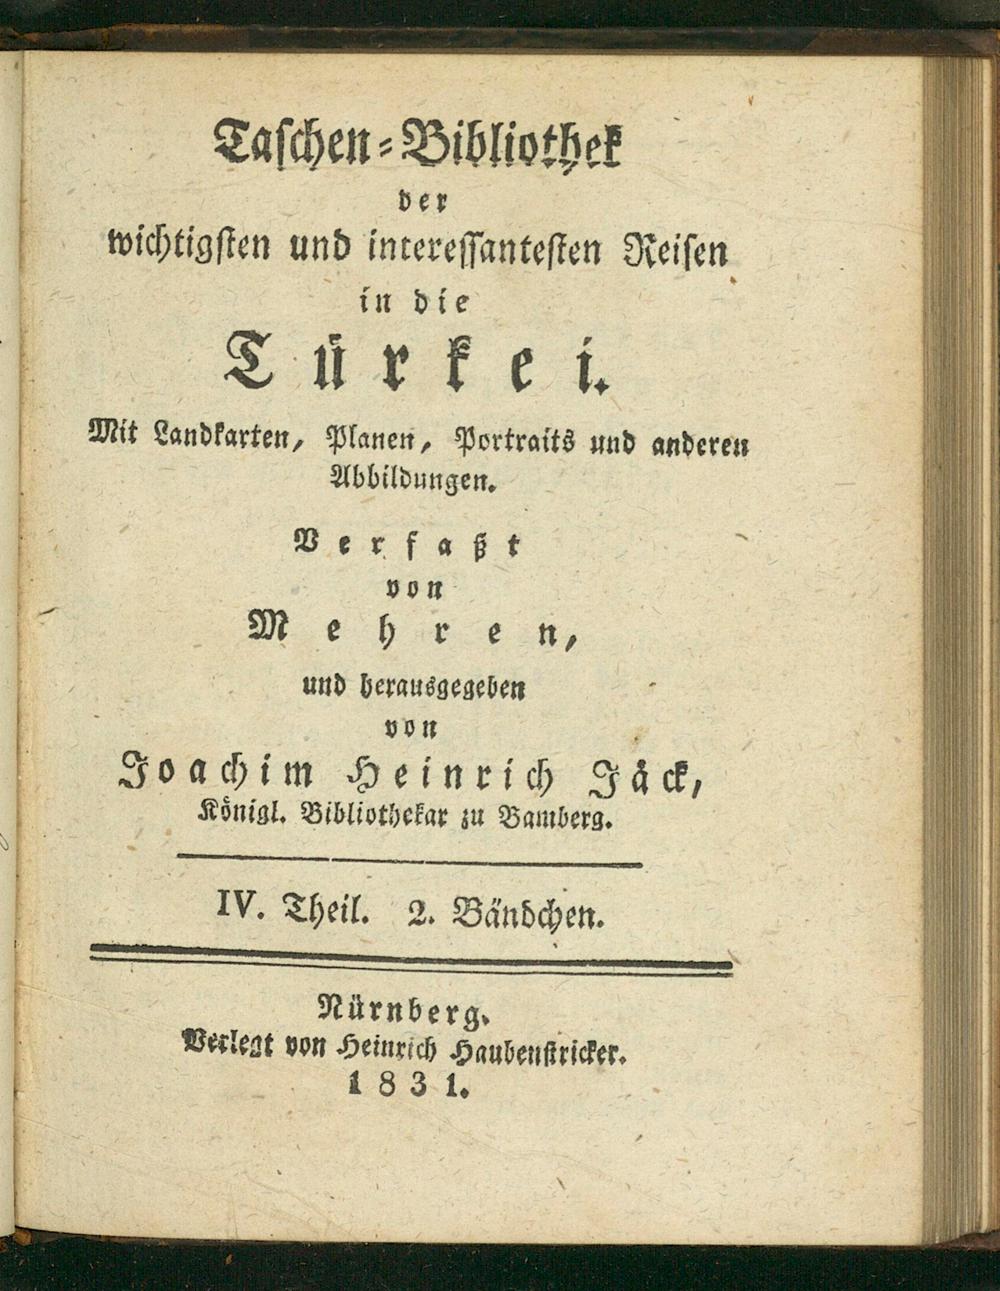 Taschen-Bibliothek
der
wichtigsten und interessantesten Reisen
in die
Türkei.
Mit Landkarten, Planen, Portraits und anderen
Abbildungen.
Verfaßt
von
Mehren,
und herausgegeben
von
Joachim Heinrich Jäck,
Königl. Bibliothekar zu Bamberg.
IV. Theil. 2. Bändchen.
Nürnberg.
Verlegt von Heinrich Haubenstricker.
1831.